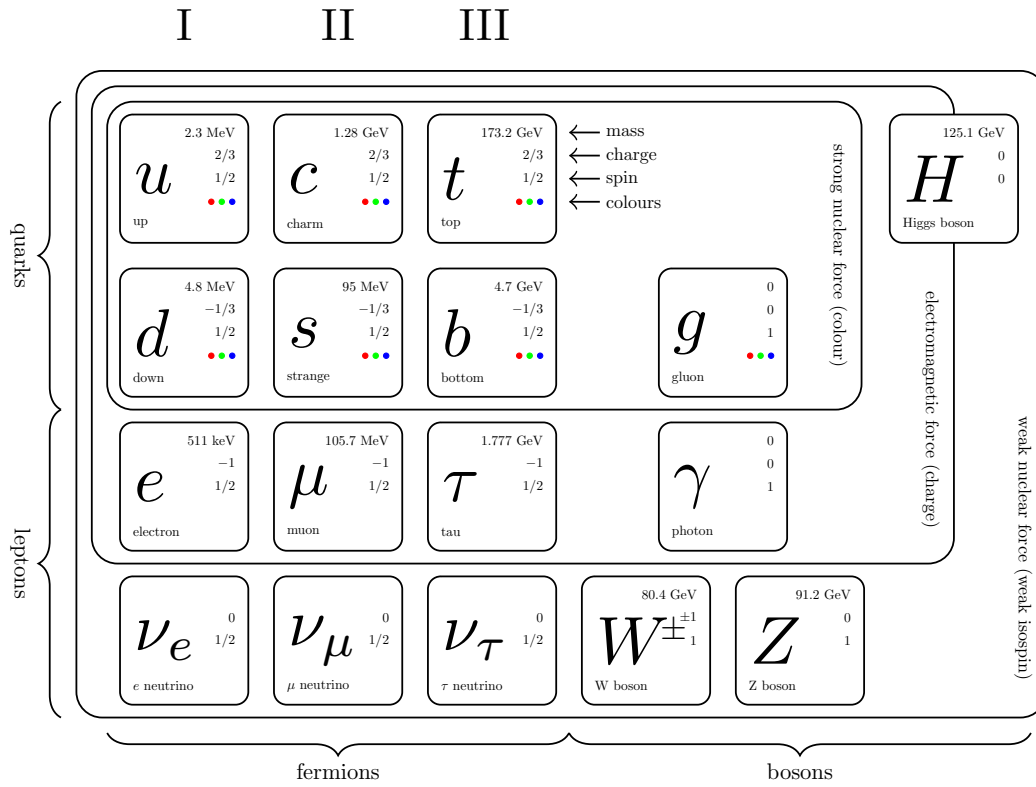 I II III
2.3 MeV
2/3
1/2
u
up
1.28 GeV
2/3
1/2
c
charm
173.2 GeV
2/3
1/2
t
top
mass
charge
spin
colours
strong nuclear force (colour)
125.1 GeV
0
0
H
Higgs boson
quarks
4.8 MeV
−1/3
1/2
d
down
95 MeV
−1/3
1/2
s
strange
4.7 GeV
−1/3
1/2
b
bottom
0
0
1
g
gluon
electromagnetic force (charge)
leptons
511 keV
−1
1/2
e
electron
105.7 MeV
−1
1/2
μ
muon
1.777 GeV
−1
1/2
τ
tau
0
0
1
γ
photon
weak nuclear force (weak isospin)
0
1/2
νe
e neutrino
0
1/2
νμ
μ neutrino
0
1/2
ντ
τ neutrino
80.4 GeV
±1
1
W±
W boson
91.2 GeV
0
1
Z
Z boson
fermions
bosons